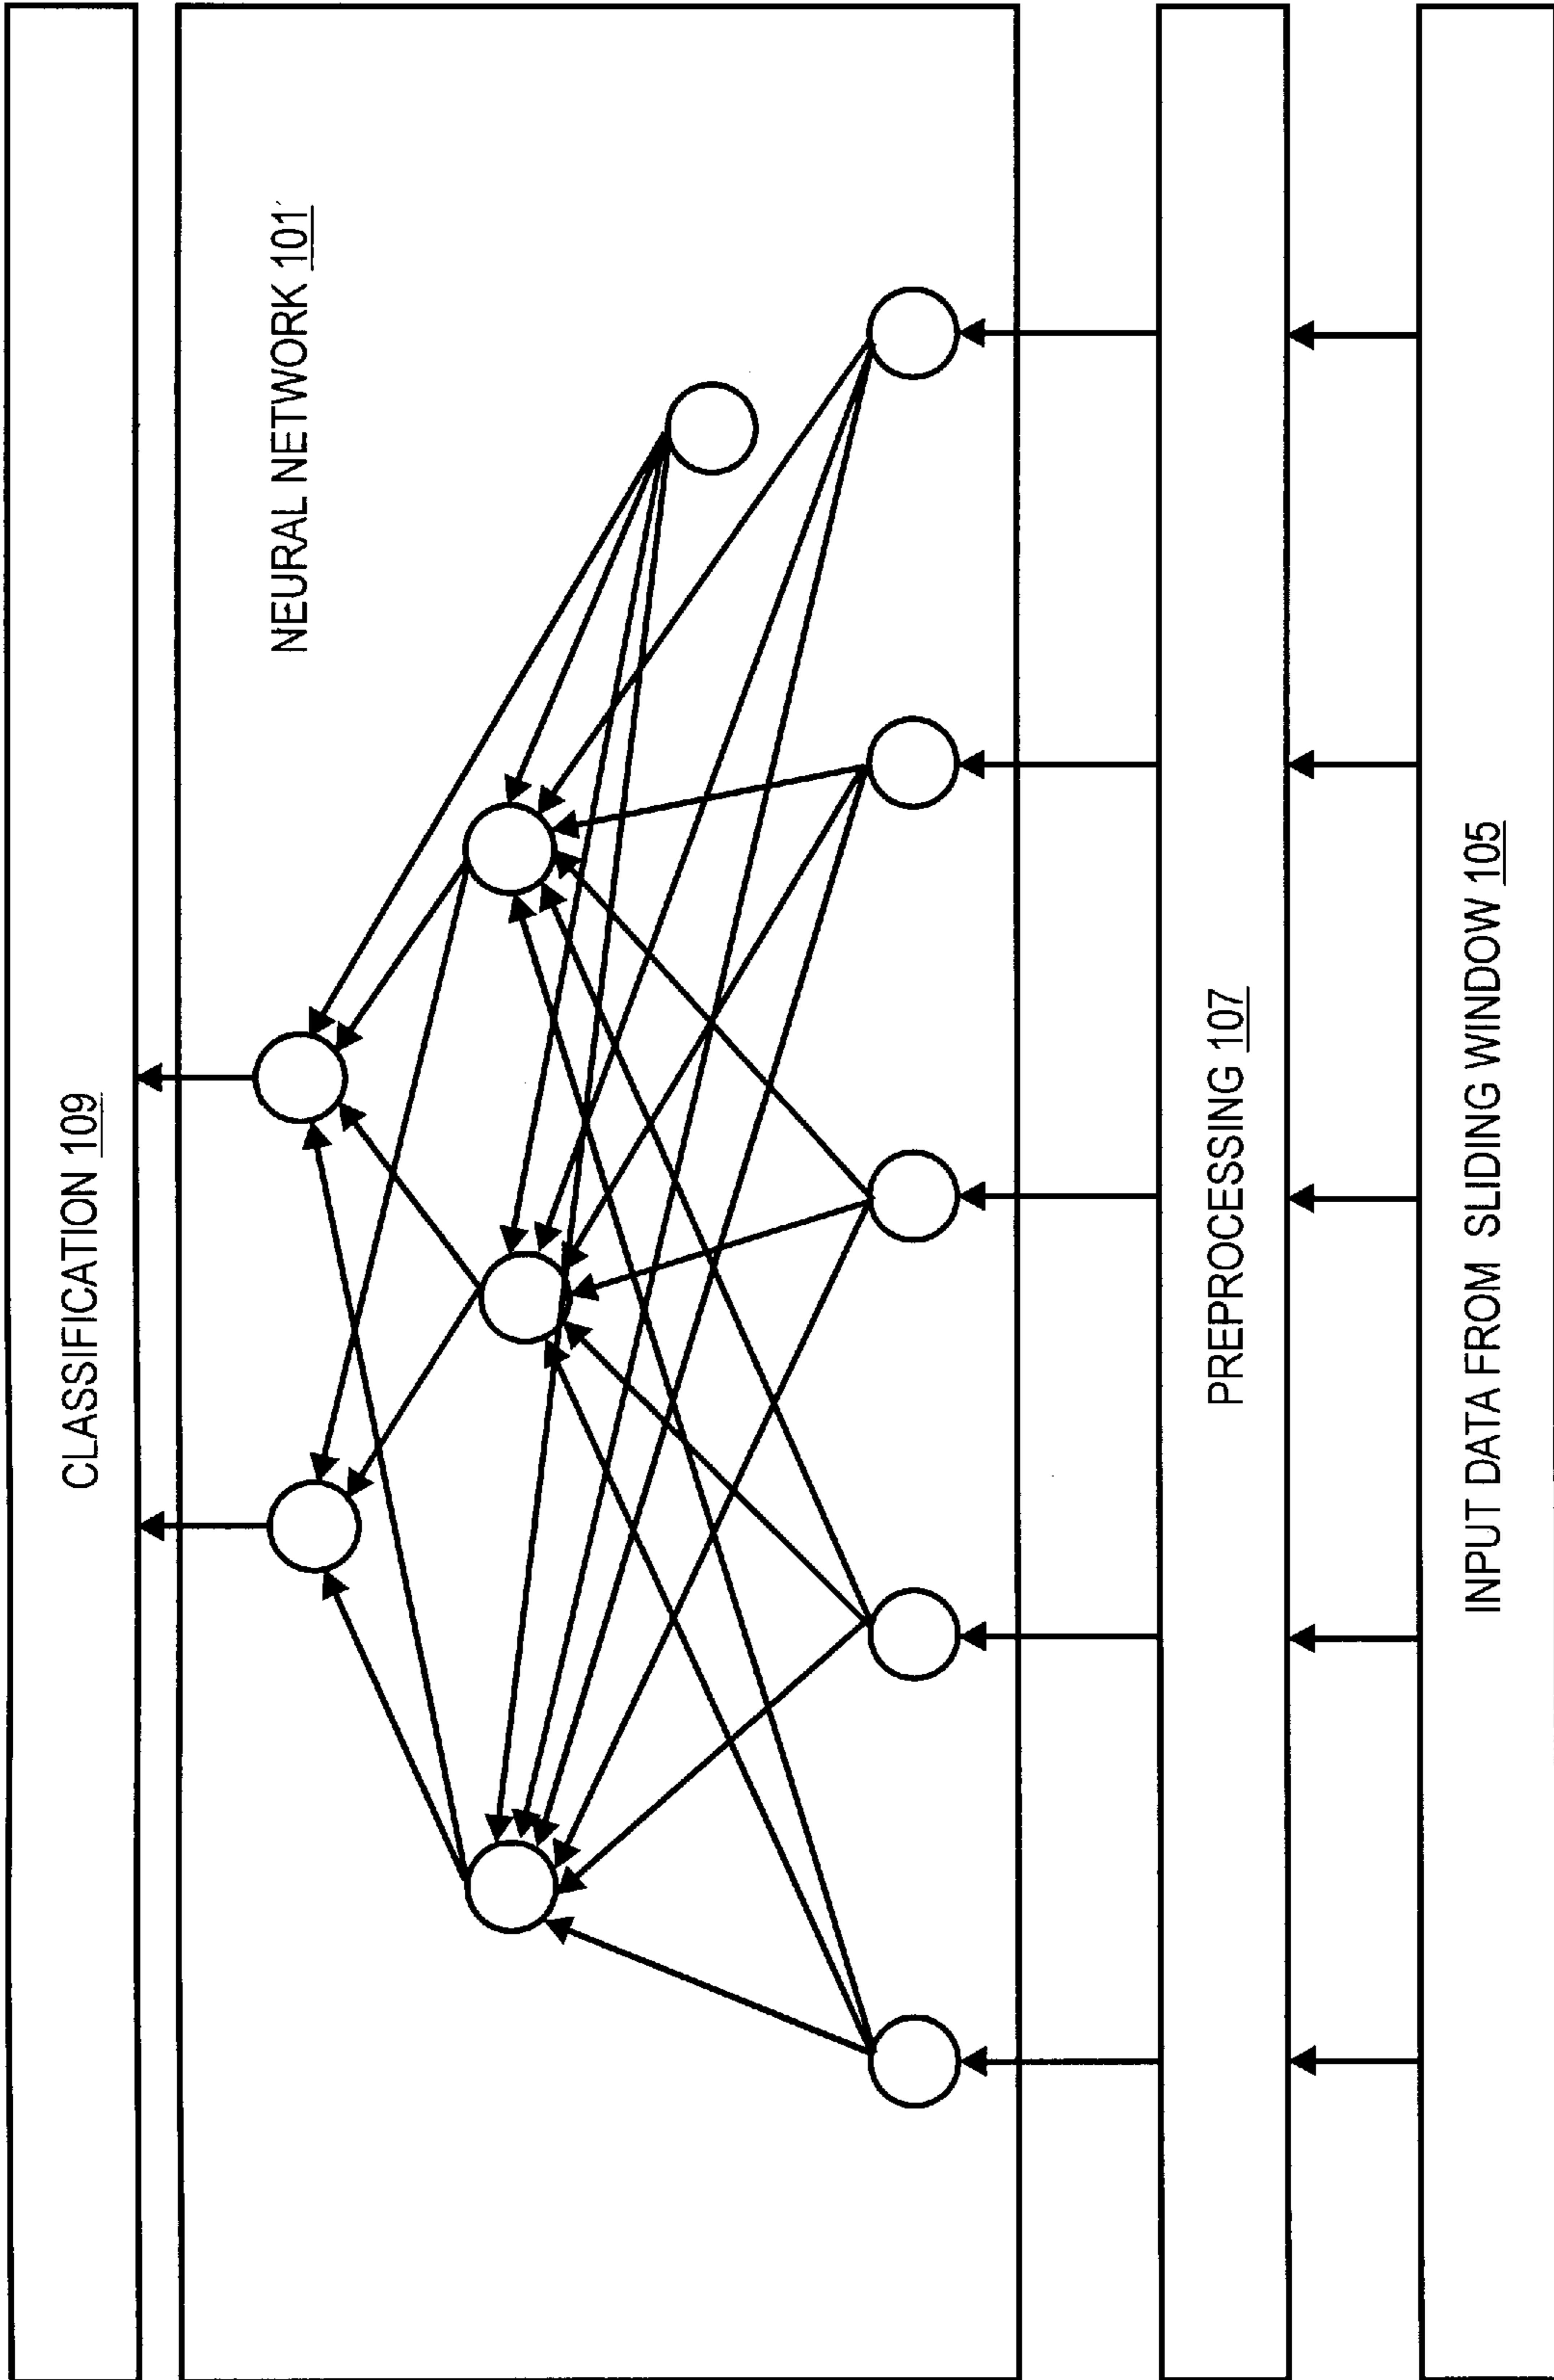 CLASSIFICATION 109
NEURAL NETWORK 101
PREPROCESSING 107
INPUT DATA FROM SLIDING WINDOW 105